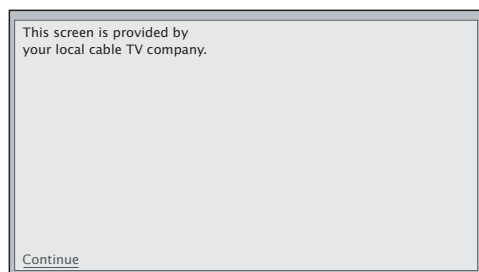 This screen is provided by
your local cable TV company.
Continue